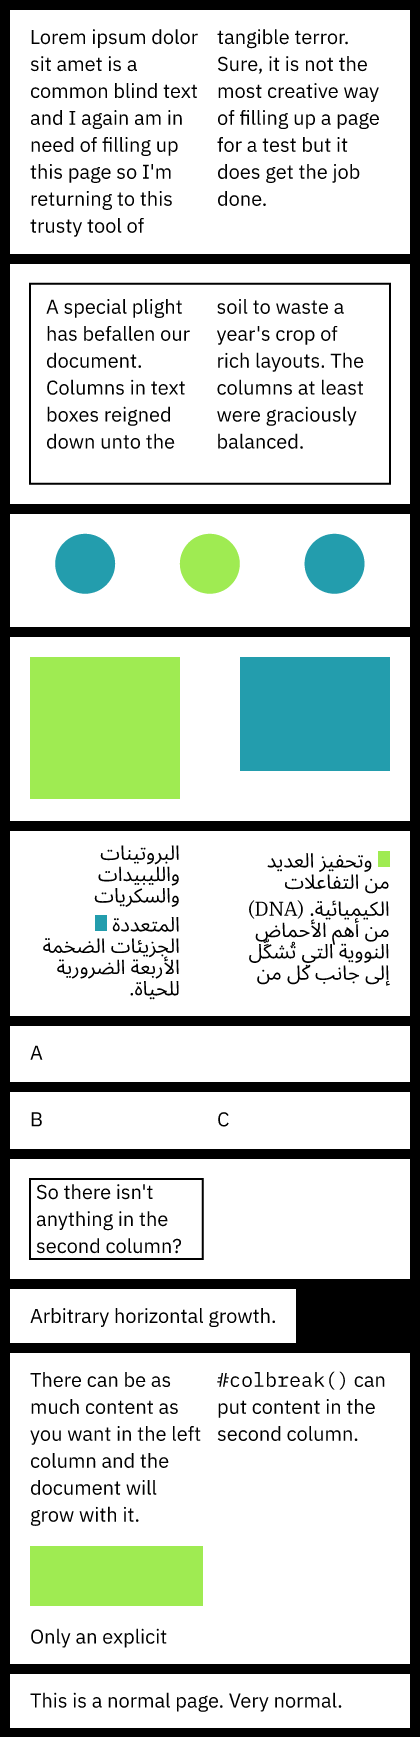 Lorem ipsum dolor
sit amet is a
common blind text
and I again am in
need of filling up
this page so I'm
returning to this
trusty tool of
tangible terror.
Sure, it is not the
most creative way
of filling up a page
for a test but it
does get the job
done.
A special plight
has befallen our
document.
Columns in text
boxes reigned
down unto the
soil to waste a
year's crop of
rich layouts. The
columns at least
were graciously
balanced.
وتحفيز العديد
من التفاعلات
الكيميائية. (DNA)
من أهم الأحماض
النووية التي تُشكِّل
إلى جانب كل من
البروتينات
والليبيدات
والسكريات
المتعددة
الجزيئات الضخمة
الأربعة الضرورية
للحياة.
A
B
C
So there isn't
anything in the
second column?
Arbitrary horizontal growth.
There can be as
much content as
you want in the left
column and the
document will
grow with it.
Only an explicit
#colbreak() can
put content in the
second column.
This is a normal page. Very normal.